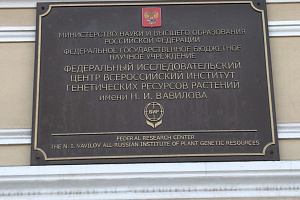 МИНИСТЕРСТВО НАУКИ И ВЫСШЕГО ОБРАЗОВАНИЯ
РОССИЙСКОЙ ФЕДЕРАЦИИ
ФЕДЕРАЛЬНОЕ ГОСУДАРСТВЕННОЕ БЮДЖЕТНОЕ
НАУЧНОЕ УЧРЕЖДЕНИЕ
ФЕДЕРАЛЬНЫЙ ИССЛЕДОВАТЕЛЬСКИЙ
ЦЕНТР ВСЕРОССИЙСКИЙ ИНСТИТУТ
ГЕНЕТИЧЕСКИХ РЕСУРСОВ РАСТЕНИЙ
ИМЕНИ Н. И. ВАВИЛОВА
ВИР
FEDERAL RESEARCH CENTER
THE N. I. VAVILOV ALL-RUSSIAN INSTITUTE OF PLANT GENETIC RESOURCES